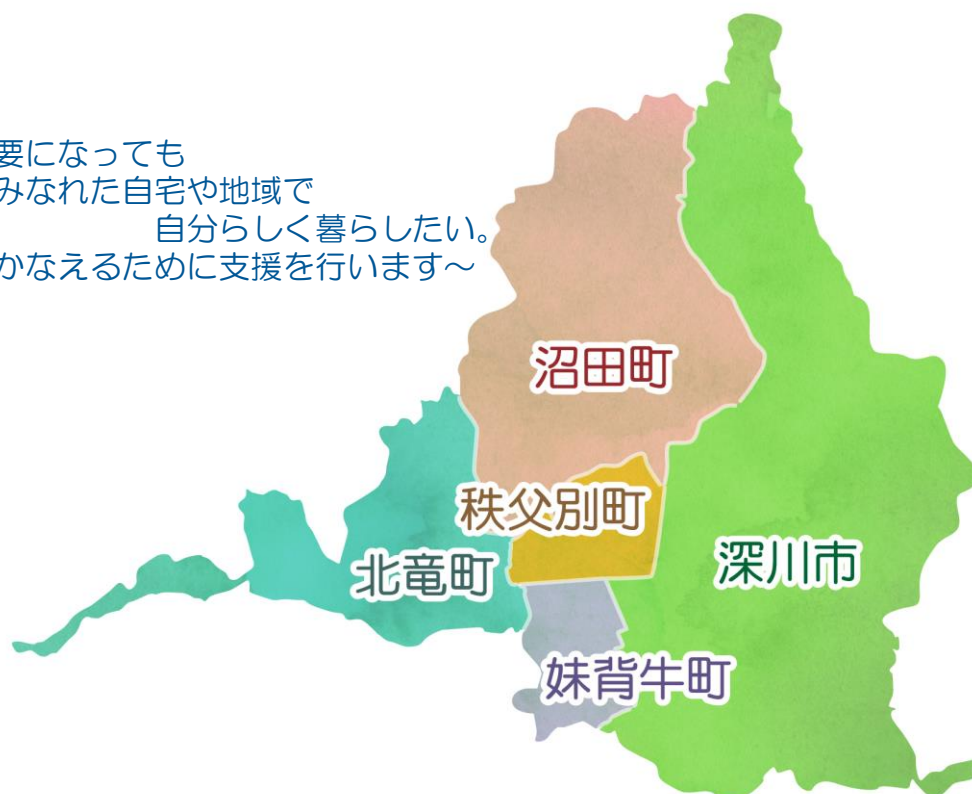 要になっても
みなれた自宅や地域で
自分らしく暮らしたい。
かなえるために支援を行います～
沼田町
秩父別町
北竜町
深川市
妹背牛町